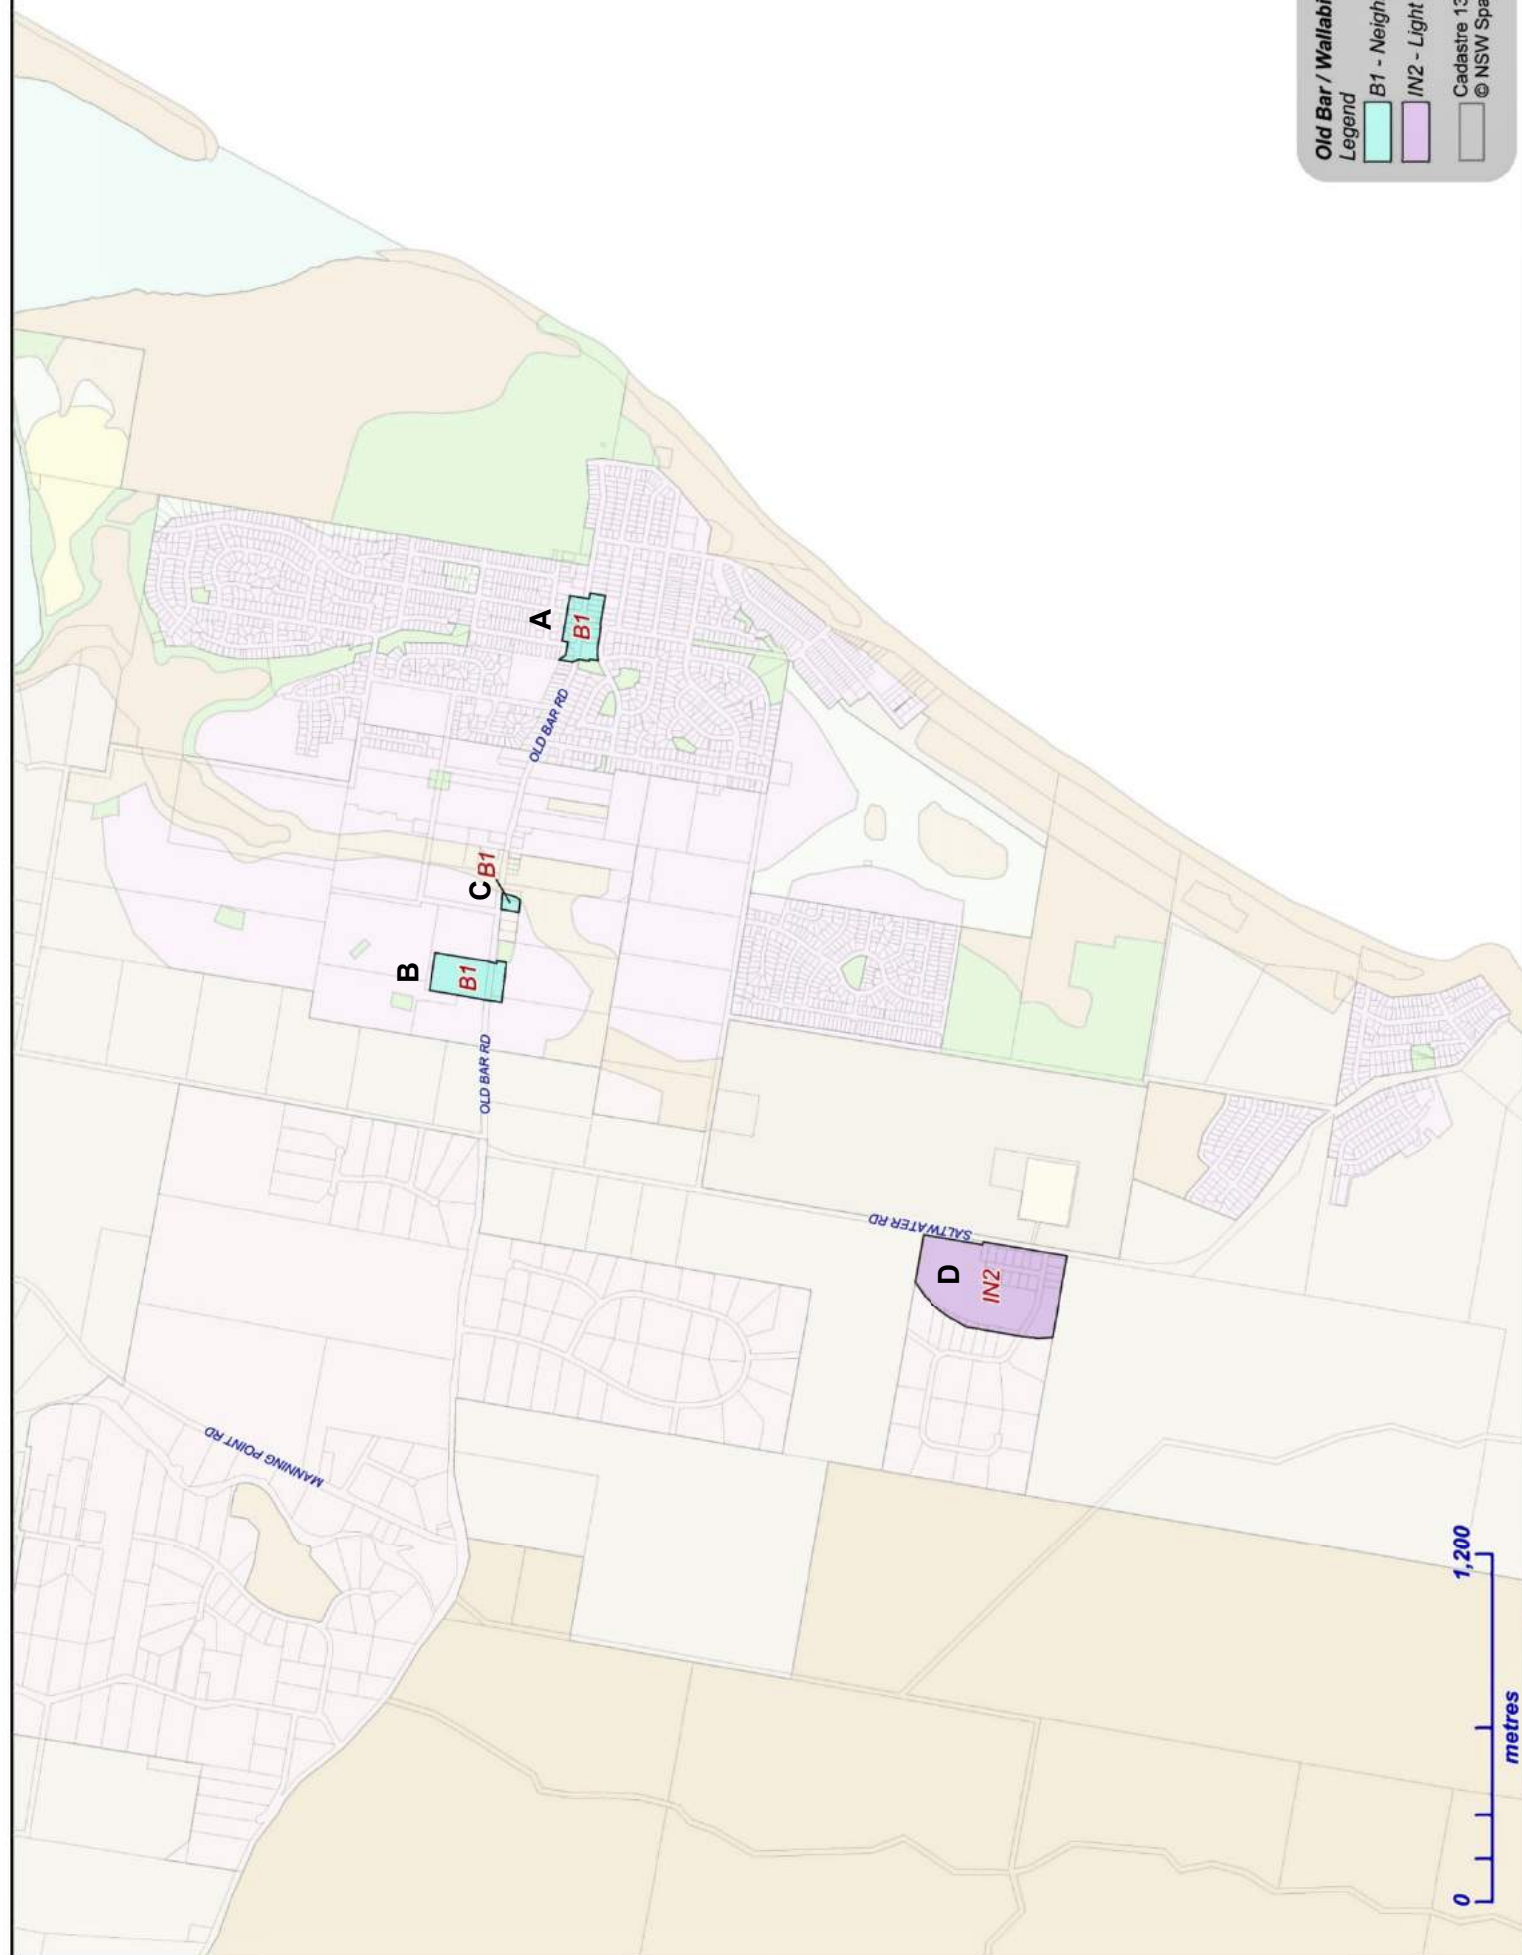 MANNING POINT RD
OLD BAR RD
B
B1
C
B1
OLD BAR RD
A
B1
SALTWATER RD
D
IN2
0
1,200
metres
Old Bar / Wallabi
Legend
B1 - Neigh
IN2 - Light
Cadastre 13
© NSW Spa